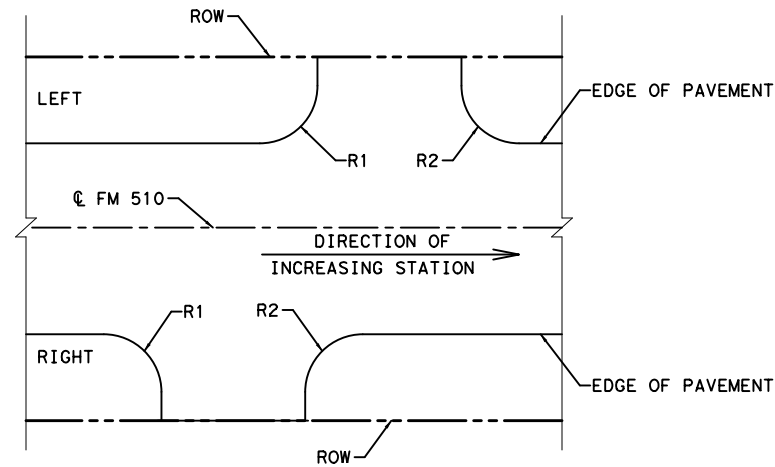 ROW
LEFT
EDGE OF PAVEMENT
R1
R2
℄ FM 510
DIRECTION OF
INCREASING STATION
R1
R2
RIGHT
EDGE OF PAVEMENT
ROW